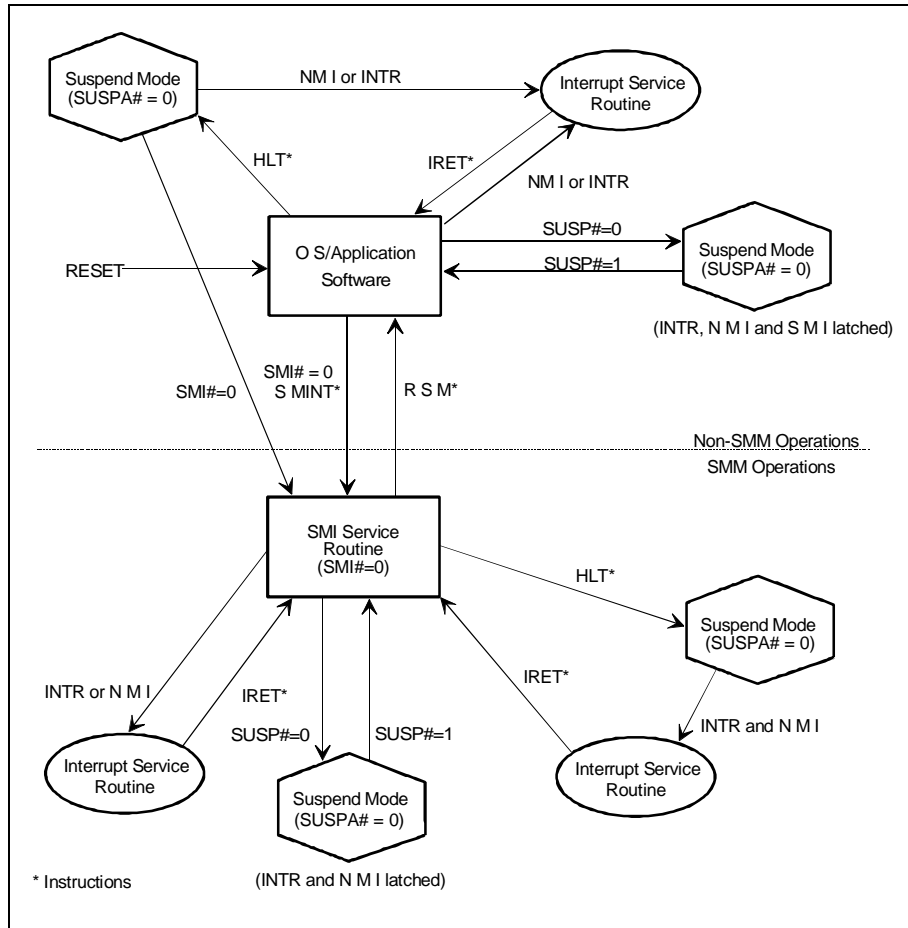 Suspend Mode
(SUSPA# = 0)
NM I or INTR
Interrupt Service
Routine
HLT*
IRET*
NM I or INTR
O S/Application
Software
RESET
SUSP#=0
SUSP#=1
Suspend Mode
(SUSPA# = 0)
(INTR, N M I and S M I latched)
SMI#=0
SMI# = 0
S MINT*
R S M*
Non-SMM Operations
SMM Operations
SMI Service
Routine
(SMI#=0)
HLT*
Suspend Mode
(SUSPA# = 0)
INTR or N M I
IRET*
SUSP#=0
SUSP#=1
IRET*
INTR and N M I
Interrupt Service
Routine
Suspend Mode
(SUSPA# = 0)
Interrupt Service
Routine
* Instructions
(INTR and N M I latched)